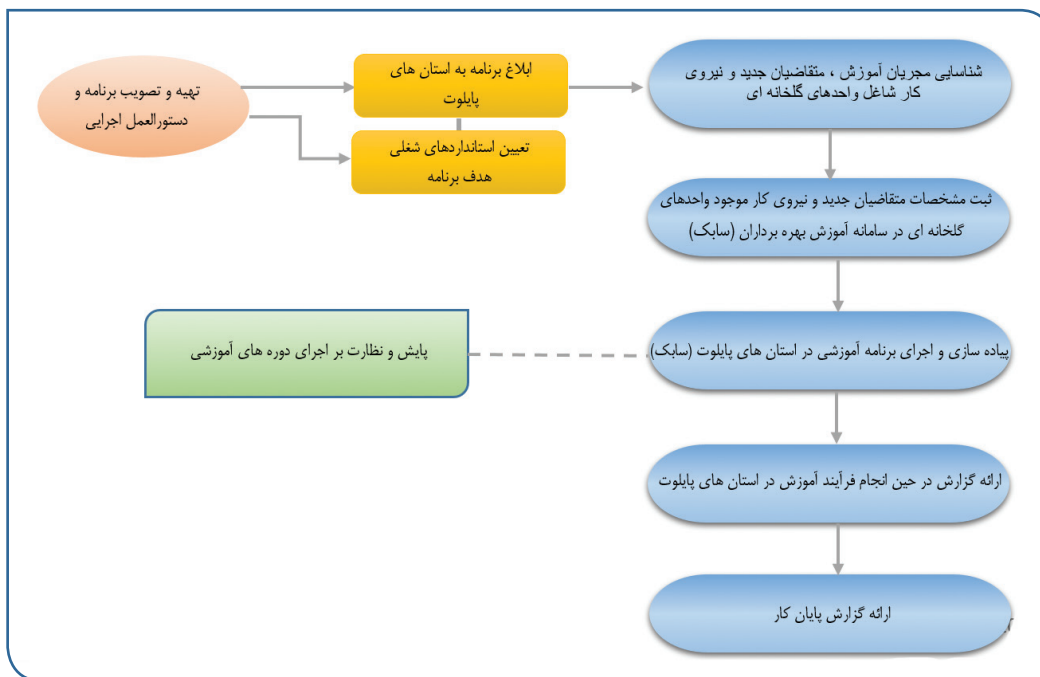 تهیه و تصویب برنامه و
دستورالعمل اجرایی
ابلاغ برنامه به استان های
پایلوت
تعیین استانداردهای شغلی
هدف برنامه
شناسایی مجریان آموزش ، متقاضیان جدید و نیروی
کار شاغل واحدهای گلخانه ای
ثبت مشخصات متقاضیان جدید و نیروی کار موجود واحدهای
گلخانه ای در سامانه آموزش بهره برداران (سابک)
پیاده سازی و اجرای برنامه آموزشی در استان های پایلوت (سابک)
پایش و نظارت بر اجرای دوره های آموزشی
ارائه گزارش در حین انجام فرآیند آموزش در استان های پایلوت
ارائه گزارش پایان کار